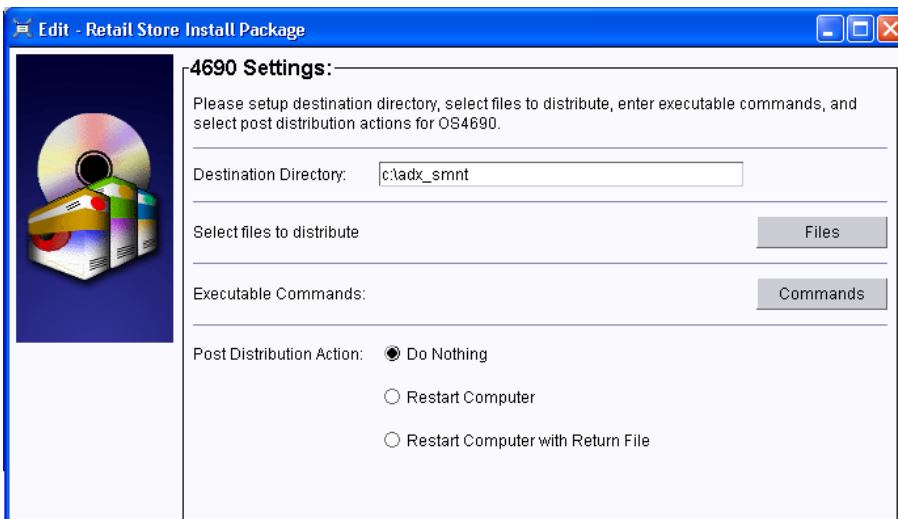 Edit - Retail Store Install Package
4690 Settings:
Please setup destination directory, select files to distribute, enter executable commands, and
select post distribution actions for OS4690.
Destination Directory: c:\adx_smnt
Select files to distribute Files
Executable Commands: Commands
Post Distribution Action: Do Nothing
Restart Computer
Restart Computer with Return File